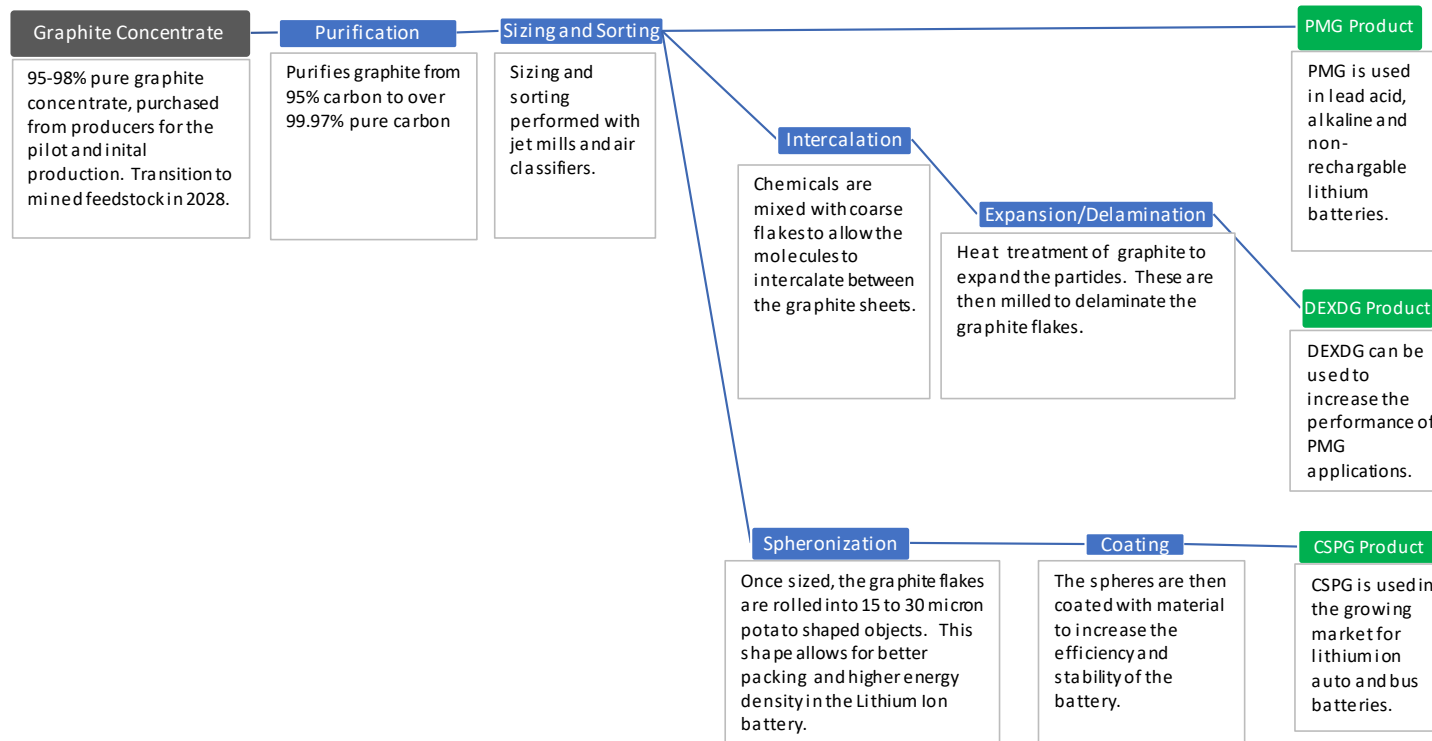 Graphite Concentrate
95-98% pure graphite
concentrate, purchased
from producers for the
pilot and inital
production. Transition to
mined feedstock in 2028.
Purification
Purifies graphite from
95% carbon to over
99.97% pure carbon
Sizing and Sorting
Sizing and
sorting
performed with
jet mills and air
classifiers.
PMG Product
PMG is used
in lead acid,
alkaline and
non-
rechargable
lithium
batteries.
Intercalation
Chemicals are
mixed with coarse
flakes to allow the
molecules to
intercalate between
the graphite sheets.
Expansion/Delamination
Heat treatment of graphite to
expand the particles. These are
then milled to delaminate the
graphite flakes.
DEXDG Product
DEXDG can be
used to
increase the
performance of
PMG
applications.
Spheronization
Once sized, the graphite flakes
are rolled into 15 to 30 micron
potato shaped objects. This
shape allows for better
packing and higher energy
density in the Lithium Ion
battery.
Coating
The spheres are then
coated with material
to increase the
efficiency and
stability of the
battery.
CSPG Product
CSPG is used in
the growing
market for
lithium ion
auto and bus
batteries.